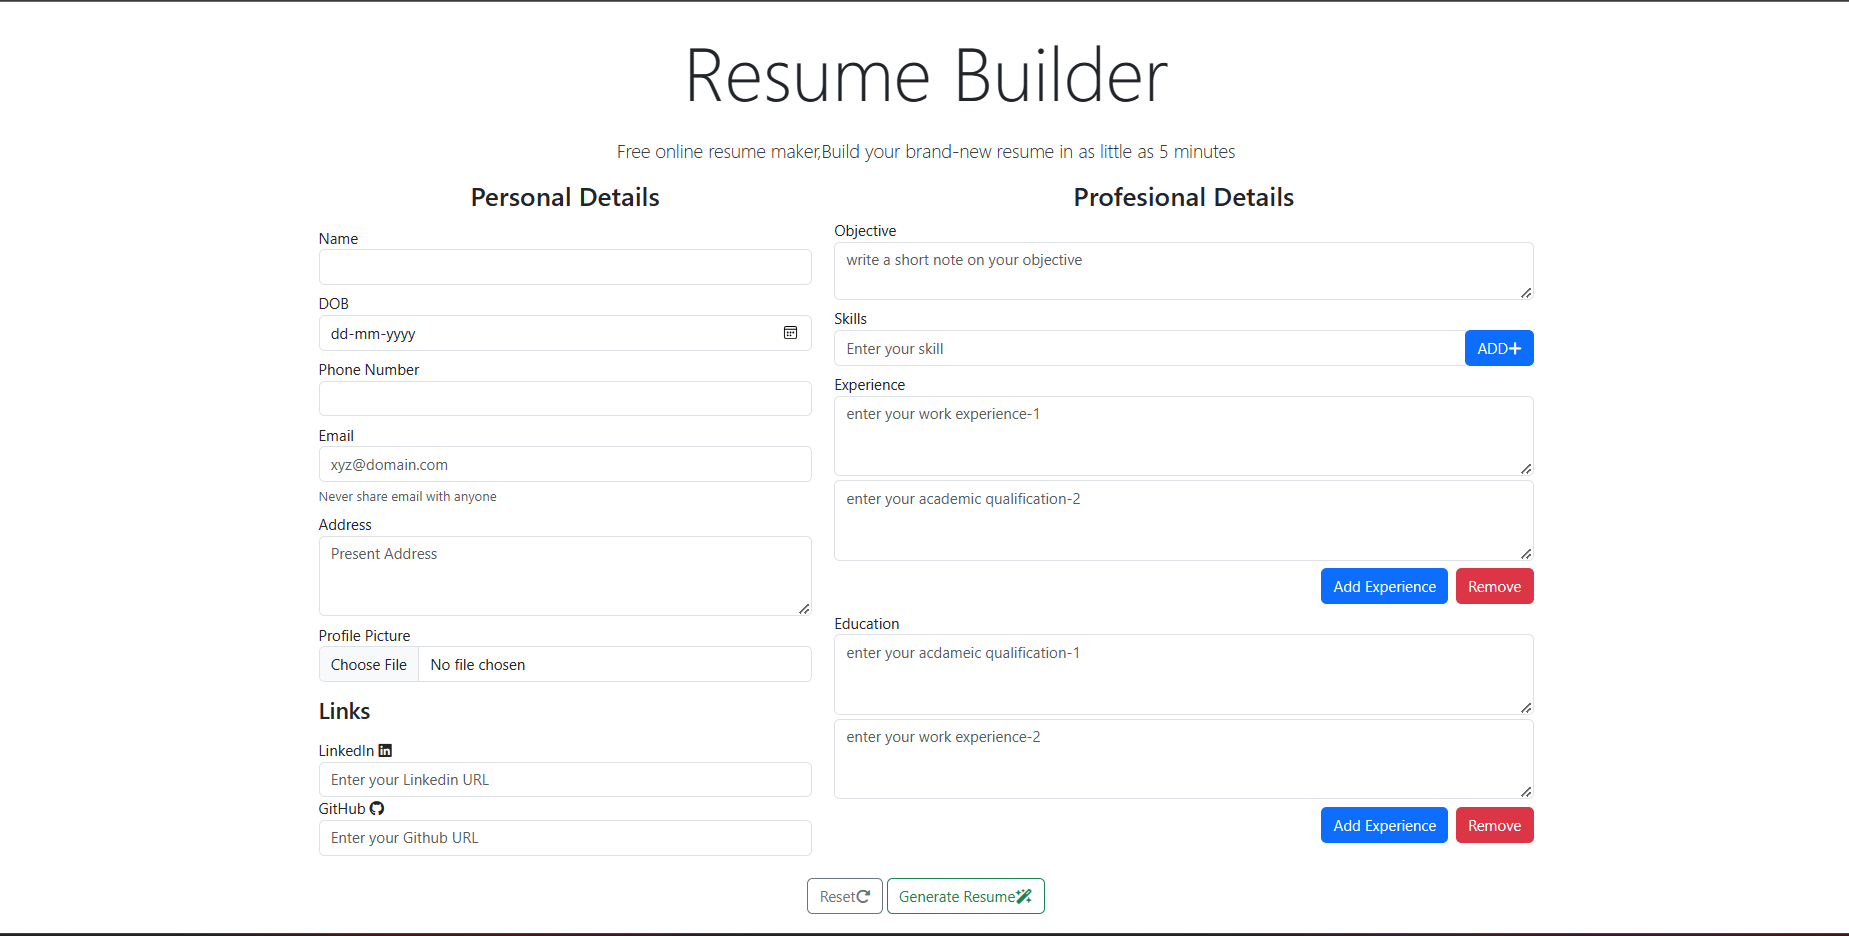 Resume Builder
Free online resume maker,Build your brand-new resume in as little as 5 minutes
Personal Details
Name
DOB
dd-mm-yyyy
Phone Number
Email
xyz@domain.com
Never share email with anyone
Address
Present Address
Profile Picture
Choose File No file chosen
Links
LinkedIn
Enter your Linkedin URL
GitHub
Enter your Github URL
Profesional Details
Objective
write a short note on your objective
Skills
Enter your skill ADD+
Experience
enter your work experience-1
enter your academic qualification-2
Add Experience Remove
Education
enter your acdameic qualification-1
enter your work experience-2
Add Experience Remove
Reset Generate Resume